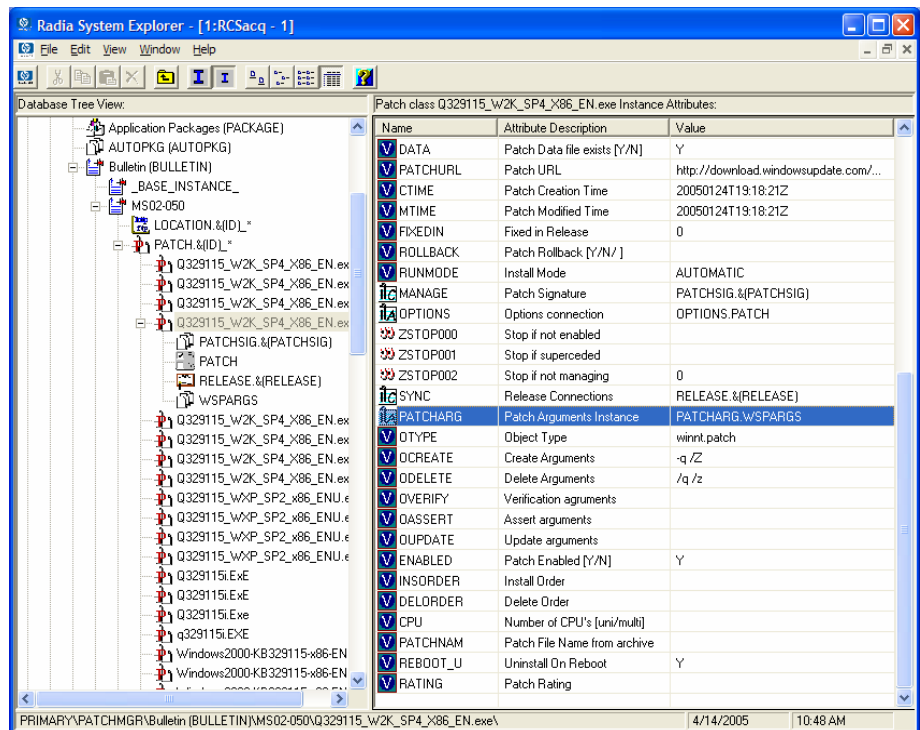 Radia System Explorer - [1:RCSacq - 1]
File Edit View Window Help
Database Tree View:
Application Packages (PACKAGE)
AUTOPKG (AUTOPKG)
Bulletin (BULLETIN)
_BASE_INSTANCE_
MS02-050
LOCATION.&(ID)_*
PATCH.&(ID)_*
Q329115_W2K_SP4_X86_EN.ex
Q329115_W2K_SP4_X86_EN.ex
Q329115_W2K_SP4_X86_EN.ex
Q329115_W2K_SP4_X86_EN.ex
PATCHSIG.&(PATCHSIG)
PATCH
RELEASE.&(RELEASE)
WSPARGS
Q329115_W2K_SP4_X86_EN.ex
Q329115_W2K_SP4_X86_EN.ex
Q329115_W2K_SP4_X86_EN.ex
Q329115_W2K_SP4_X86_EN.ex
Q329115_WXP_SP2_x86_ENU.e
Q329115_WXP_SP2_x86_ENU.e
Q329115_WXP_SP2_x86_ENU.e
Q329115_WXP_SP2_x86_ENU.e
Q329115i.ExE
Q329115i.ExE
Q329115i.Exe
q329115i.EXE
Windows2000-KB329115-x86-EN
Windows2000-KB329115-x86-EN
Patch class Q329115_W2K_SP4_X86_EN.exe Instance Attributes:
Name Attribute Description Value
DATA Patch Data file exists [Y/N] Y
PATCHURL Patch URL http://download.windowsupdate.com/...
CTIME Patch Creation Time 20050124T19:18:21Z
MTIME Patch Modified Time 20050124T19:18:21Z
FIXEDIN Fixed in Release 0
ROLLBACK Patch Rollback [Y/N/ ]
RUNMODE Install Mode AUTOMATIC
MANAGE Patch Signature PATCHSIG.&(PATCHSIG)
OPTIONS Options connection OPTIONS.PATCH
ZSTOP000 Stop if not enabled
ZSTOP001 Stop if superceded
ZSTOP002 Stop if not managing 0
SYNC Release Connections RELEASE.&(RELEASE)
PATCHARG Patch Arguments Instance PATCHARG.WSPARGS
OTYPE Object Type winnt.patch
OCREATE Create Arguments -q /Z
ODELETE Delete Arguments /q /z
OVERIFY Verification agruments
OASSERT Assert arguments
OUPDATE Update arguments
ENABLED Patch Enabled [Y/N] Y
INSORDER Install Order
DELORDER Delete Order
CPU Number of CPU's [uni/multi]
PATCHNAM Patch File Name from archive
REBOOT_U Uninstall On Reboot Y
RATING Patch Rating
PRIMARY\PATCHMGR\Bulletin (BULLETIN)\MS02-050\Q329115_W2K_SP4_X86_EN.exe\ 4/14/2005 10:48 AM